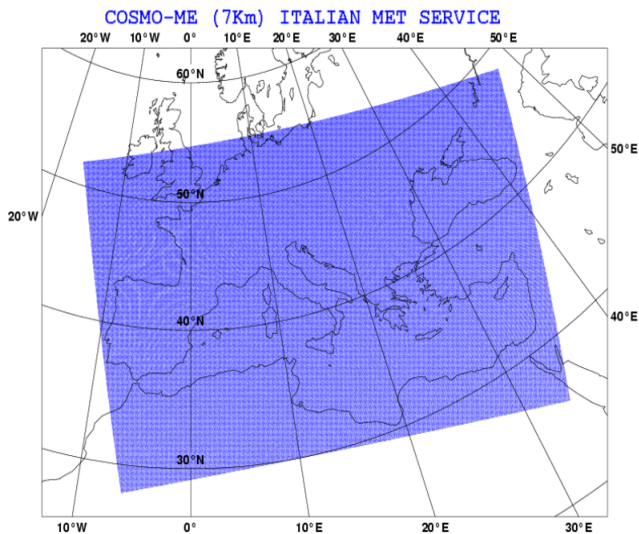 COSMO-ME (7Km) ITALIAN MET SERVICE
20°W 10°W 0° 10°E 20°E 30°E 40°E 50°E
60°N
50°E
50°N
20°W
40°E
40°N
30°N
10°W 0° 10°E 20°E 30°E